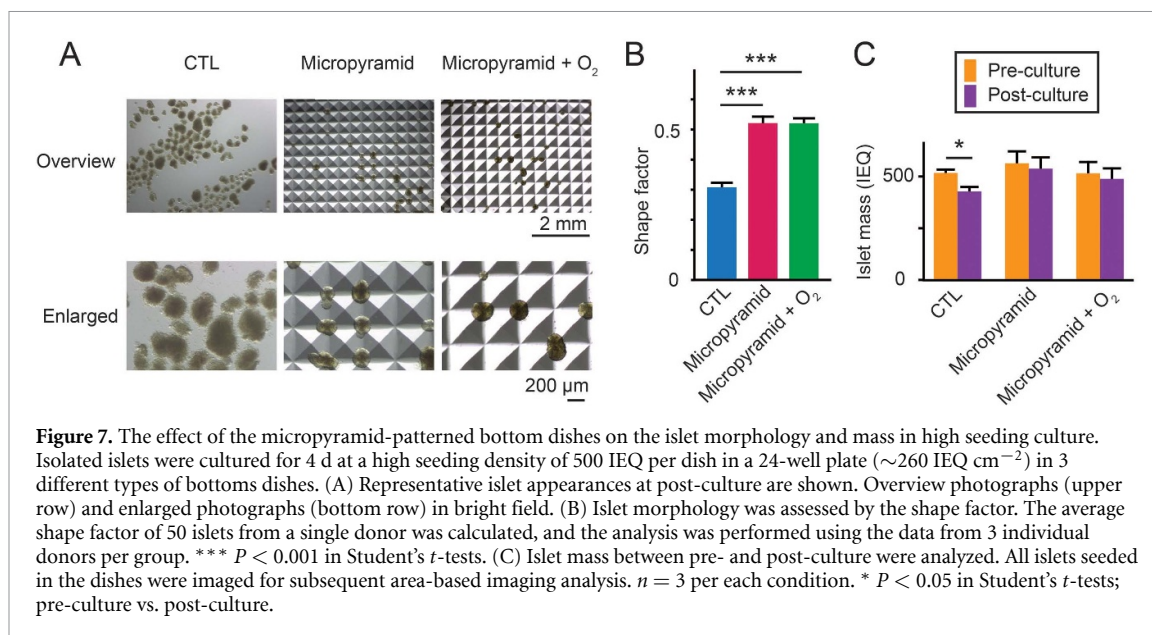 A
CTL
Micropyramid
Micropyramid + O₂
Overview
2 mm
Enlarged
200 µm
B
***
***
Shape factor
0.5
0
CTL
Micropyramid
Micropyramid + O₂
C
Pre-culture
Post-culture
*
Islet mass (IEQ)
500
0
CTL
Micropyramid
Micropyramid + O₂
Figure 7. The effect of the micropyramid-patterned bottom dishes on the islet morphology and mass in high seeding culture.
Isolated islets were cultured for 4 d at a high seeding density of 500 IEQ per dish in a 24-well plate (∼260 IEQ cm⁻²) in 3
different types of bottoms dishes. (A) Representative islet appearances at post-culture are shown. Overview photographs (upper
row) and enlarged photographs (bottom row) in bright field. (B) Islet morphology was assessed by the shape factor. The average
shape factor of 50 islets from a single donor was calculated, and the analysis was performed using the data from 3 individual
donors per group. *** P < 0.001 in Student's t-tests. (C) Islet mass between pre- and post-culture were analyzed. All islets seeded
in the dishes were imaged for subsequent area-based imaging analysis. n = 3 per each condition. * P < 0.05 in Student's t-tests;
pre-culture vs. post-culture.